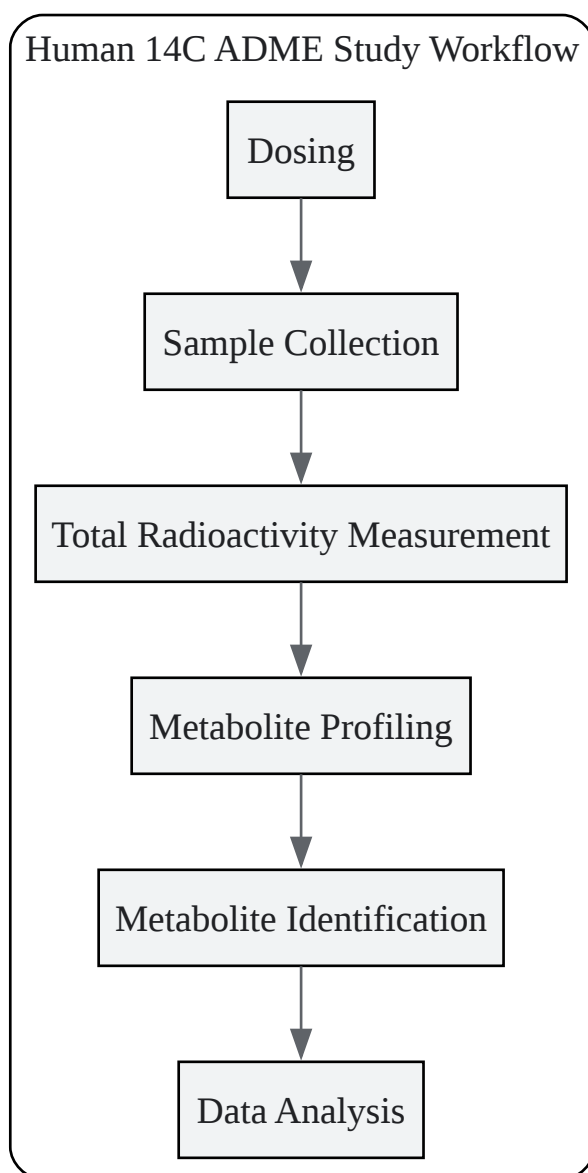 Human 14C ADME Study Workflow
Dosing
Sample Collection
Total Radioactivity Measurement
Metabolite Profiling
Metabolite Identification
Data Analysis